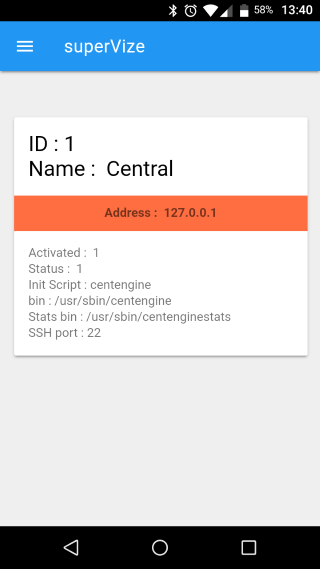 58% 13:40
superVize
ID : 1
Name :  Central
Address :  127.0.0.1
Activated :  1
Status :  1
Init Script : centengine
bin : /usr/sbin/centengine
Stats bin : /usr/sbin/centenginestats
SSH port : 22